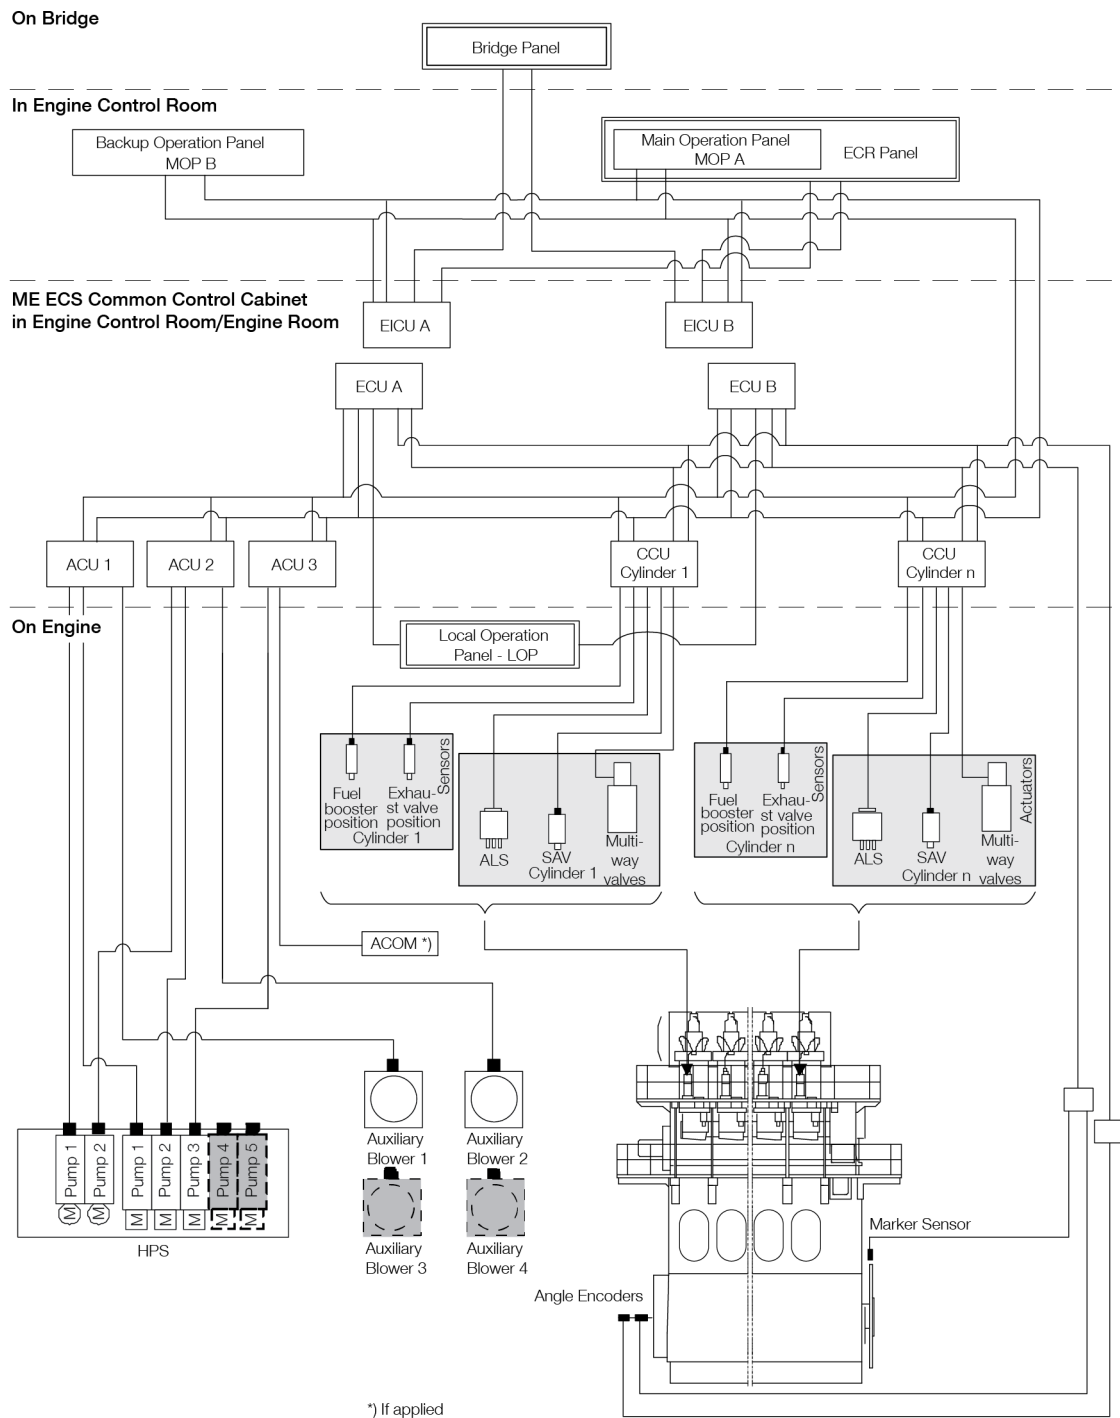 On Bridge
Bridge Panel
In Engine Control Room
Backup Operation Panel
MOP B
Main Operation Panel
MOP A
ECR Panel
ME ECS Common Control Cabinet
in Engine Control Room/Engine Room
EICU A
EICU B
ECU A
ECU B
ACU 1
ACU 2
ACU 3
CCU
Cylinder 1
CCU
Cylinder n
On Engine
Local Operation
Panel - LOP
Sensors
Fuel
booster
position
Exhau-
st valve
position
Cylinder 1
ALS
SAV
Cylinder 1
Multi-
way
valves
Sensors
Fuel
booster
position
Exhau-
st valve
position
Cylinder n
Actuators
ALS
SAV
Cylinder n
Multi-
way
valves
ACOM *)
Pump 1
M
Pump 2
M
Pump 1
M
Pump 2
M
Pump 3
M
Pump 4
M
Pump 5
M
HPS
Auxiliary
Blower 1
Auxiliary
Blower 2
Auxiliary
Blower 3
Auxiliary
Blower 4
Marker Sensor
Angle Encoders
*) If applied